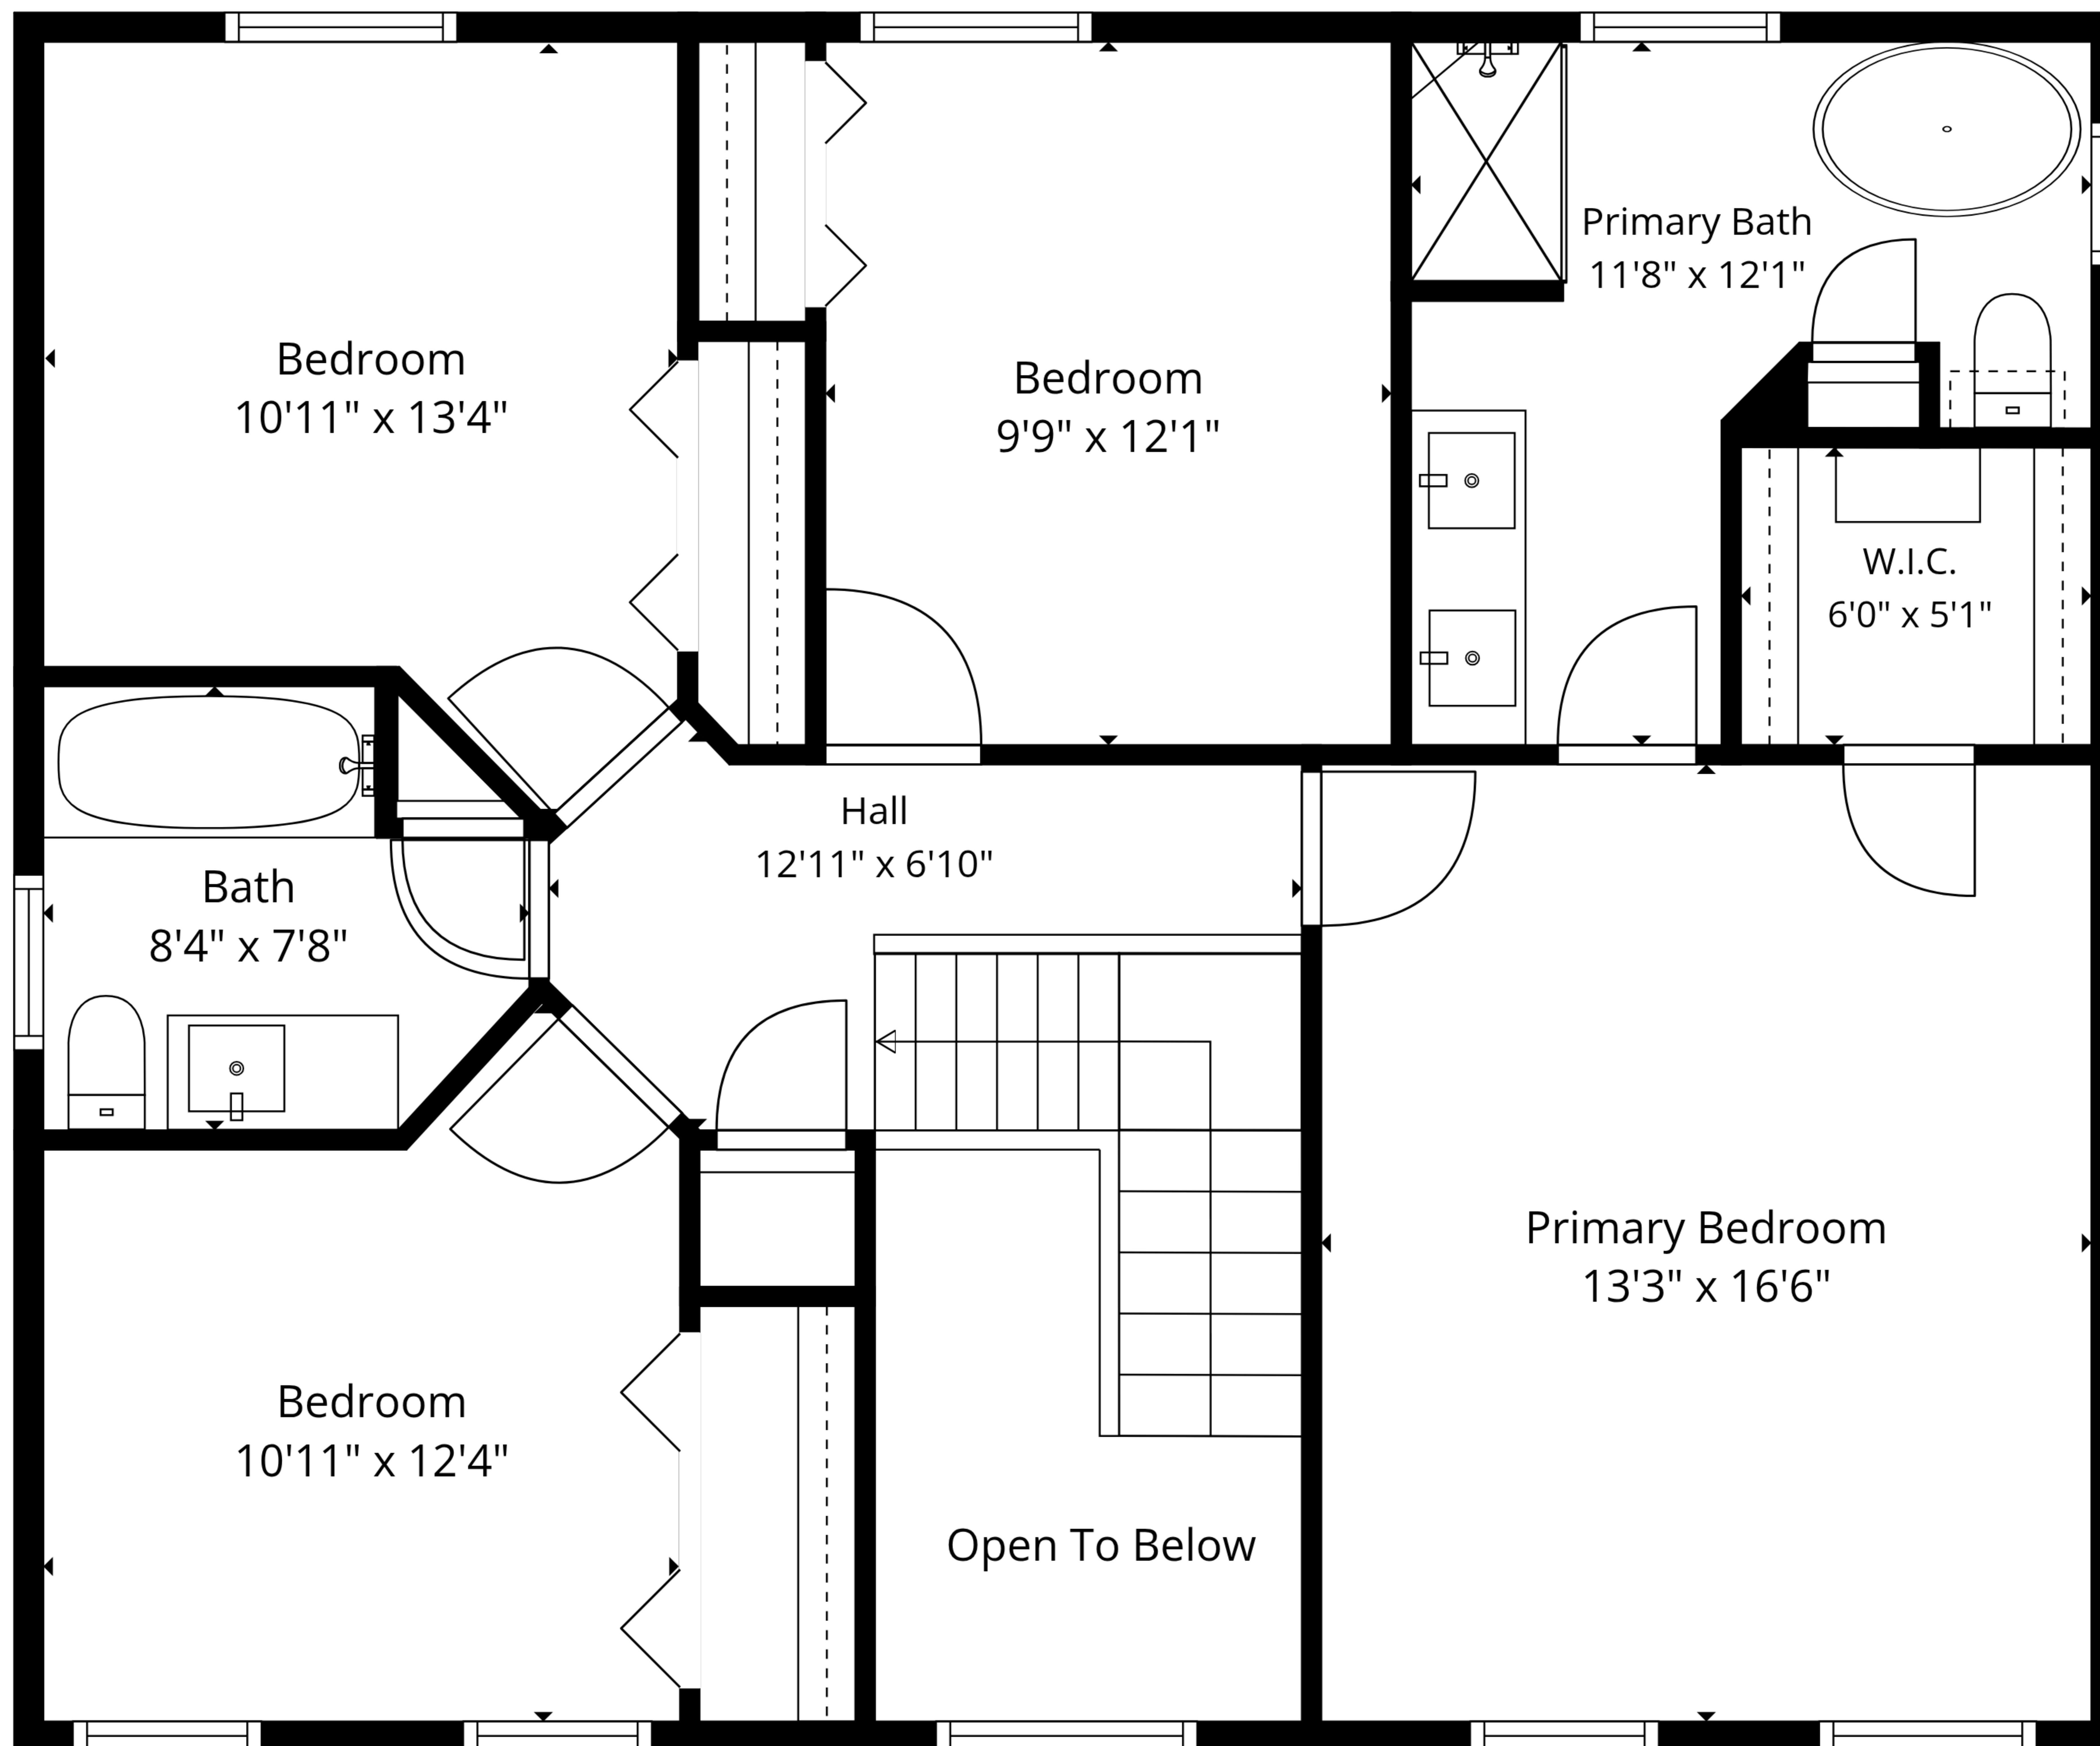 Primary Bath
11'8" x 12'1"
Bedroom
10'11" x 13'4"
Bedroom
9'9" x 12'1"
W.I.C.
6'0" x 5'1"
Hall
12'11" x 6'10"
Bath
8'4" x 7'8"
Primary Bedroom
13'3" x 16'6"
Bedroom
10'11" x 12'4"
Open To Below